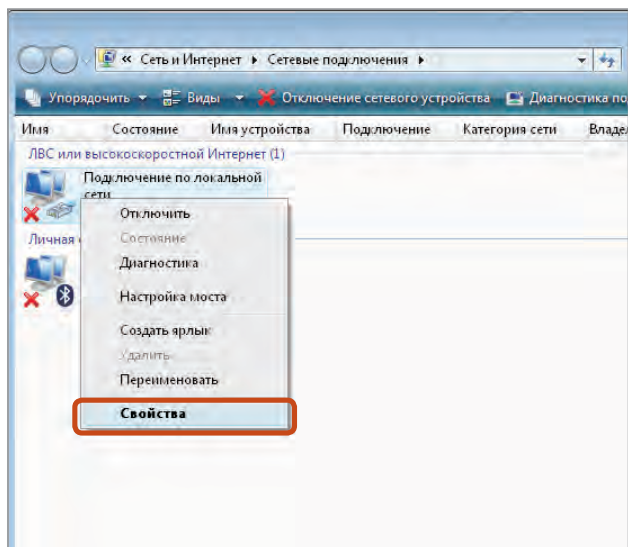 « Сеть и Интернет ▸ Сетевые подключения ▸
Упорядочить Виды Отключение сетевого устройства Диагностика по
Имя Состояние Имя устройства Подключение Категория сети Владе
ЛВС или высокоскоростной Интернет (1)
Подключение по локальной
сети
Отключить
Состояние
Личная
Диагностика
Настройка моста
Создать ярлык
Удалить
Переименовать
Свойства